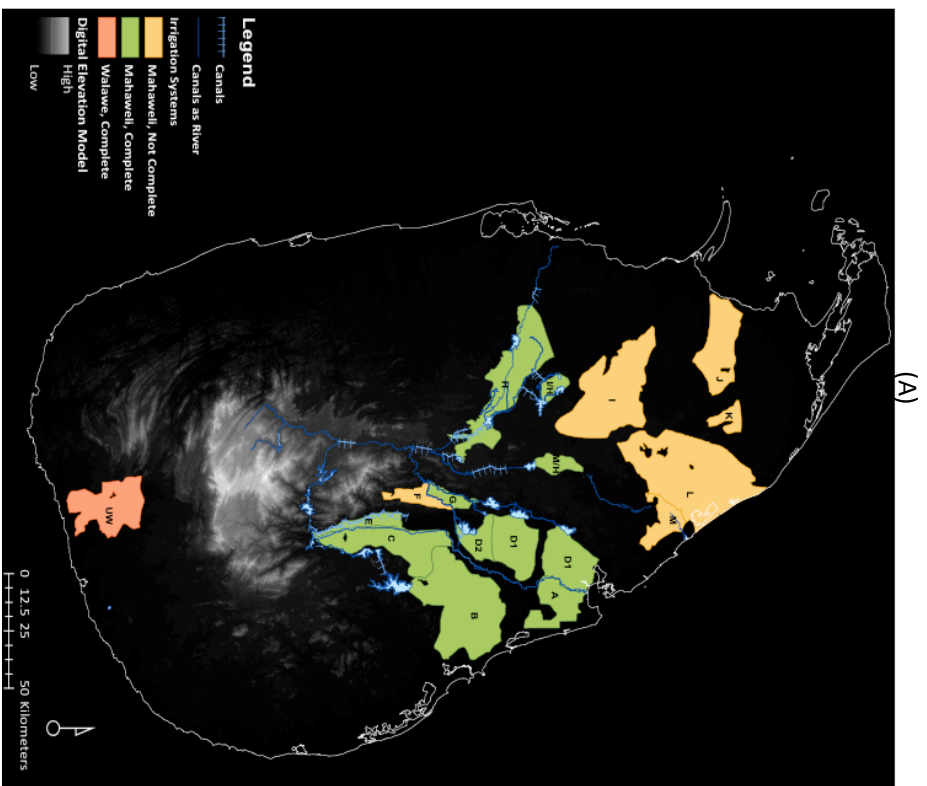 (A)
Legend
Canals
Canals as River
Irrigation Systems
Mahaweli, Not Complete
Mahaweli, Complete
Walawe, Complete
Digital Elevation Model
High
Low
J
K
I
L
M
I/H
H
M/H
F
G
E
C
D2
D1
D1
A
B
UW
0 12.5 25 50 Kilometers